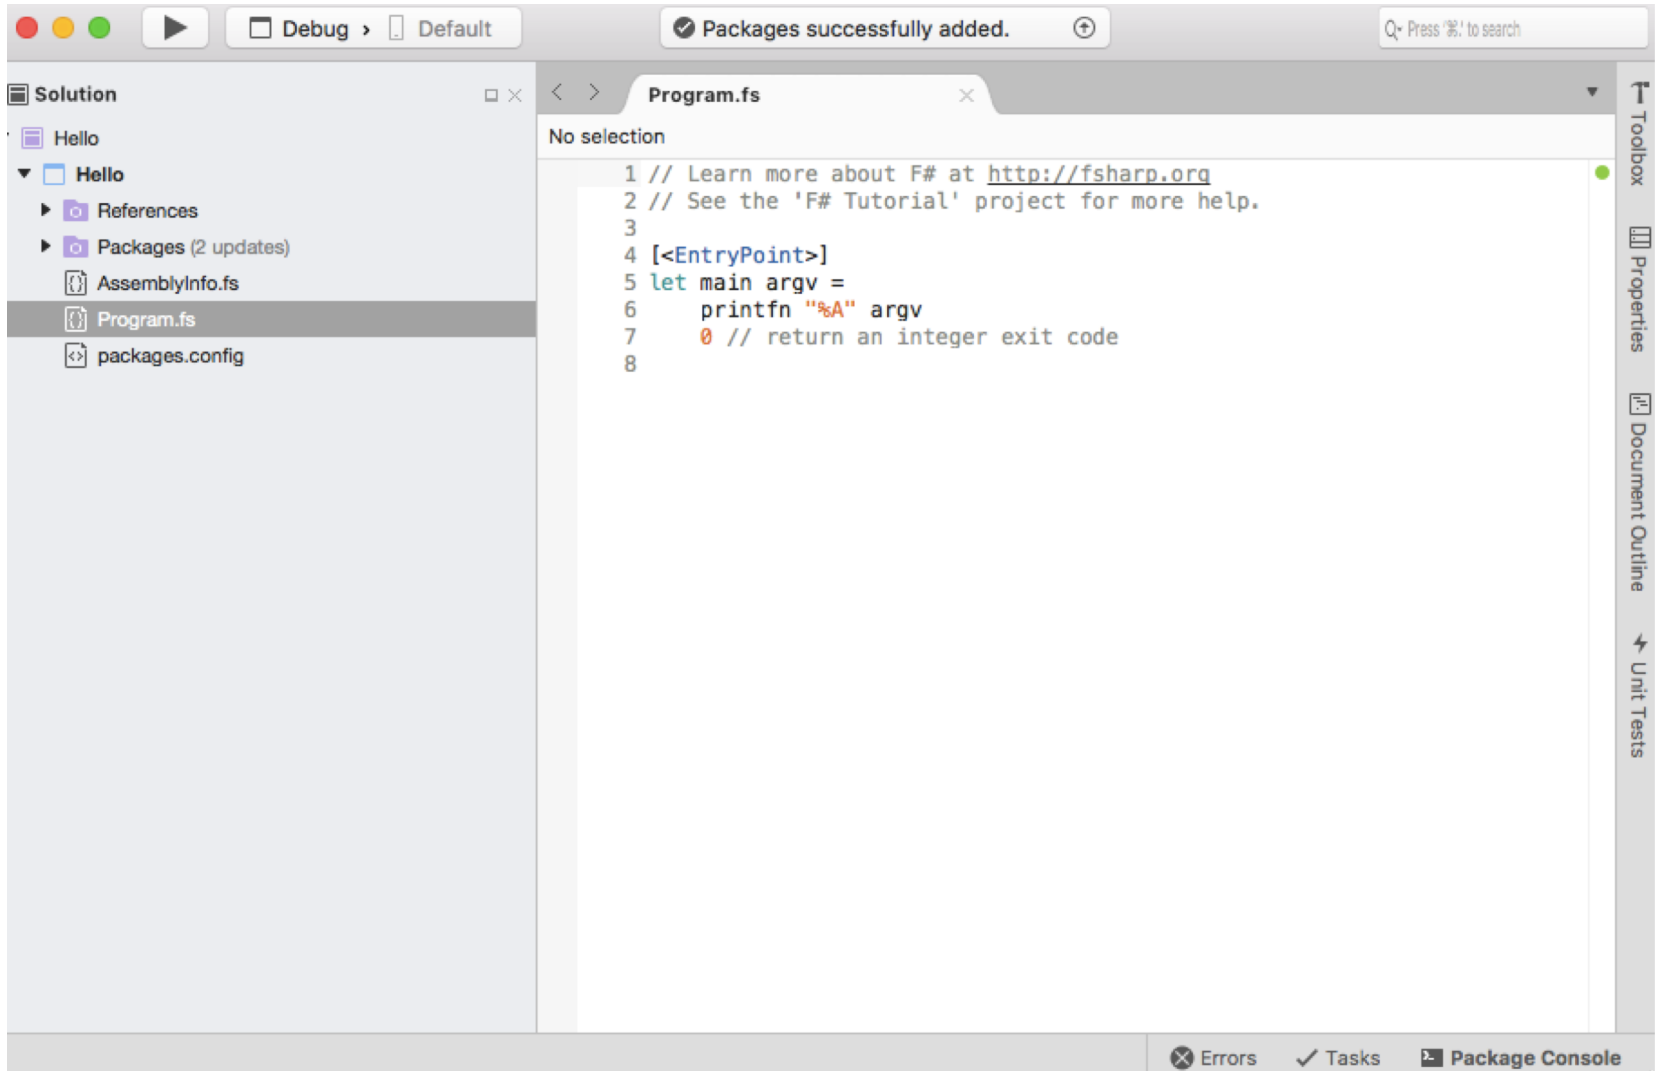 Debug › Default
Packages successfully added.
Press '⌘.' to search
Solution
Hello
Hello
References
Packages (2 updates)
AssemblyInfo.fs
Program.fs
packages.config
Program.fs
No selection
1 // Learn more about F# at http://fsharp.org
2 // See the 'F# Tutorial' project for more help.
3
4 [<EntryPoint>]
5 let main argv =
6     printfn "%A" argv
7     0 // return an integer exit code
8
Toolbox
Properties
Document Outline
Unit Tests
Errors
Tasks
Package Console